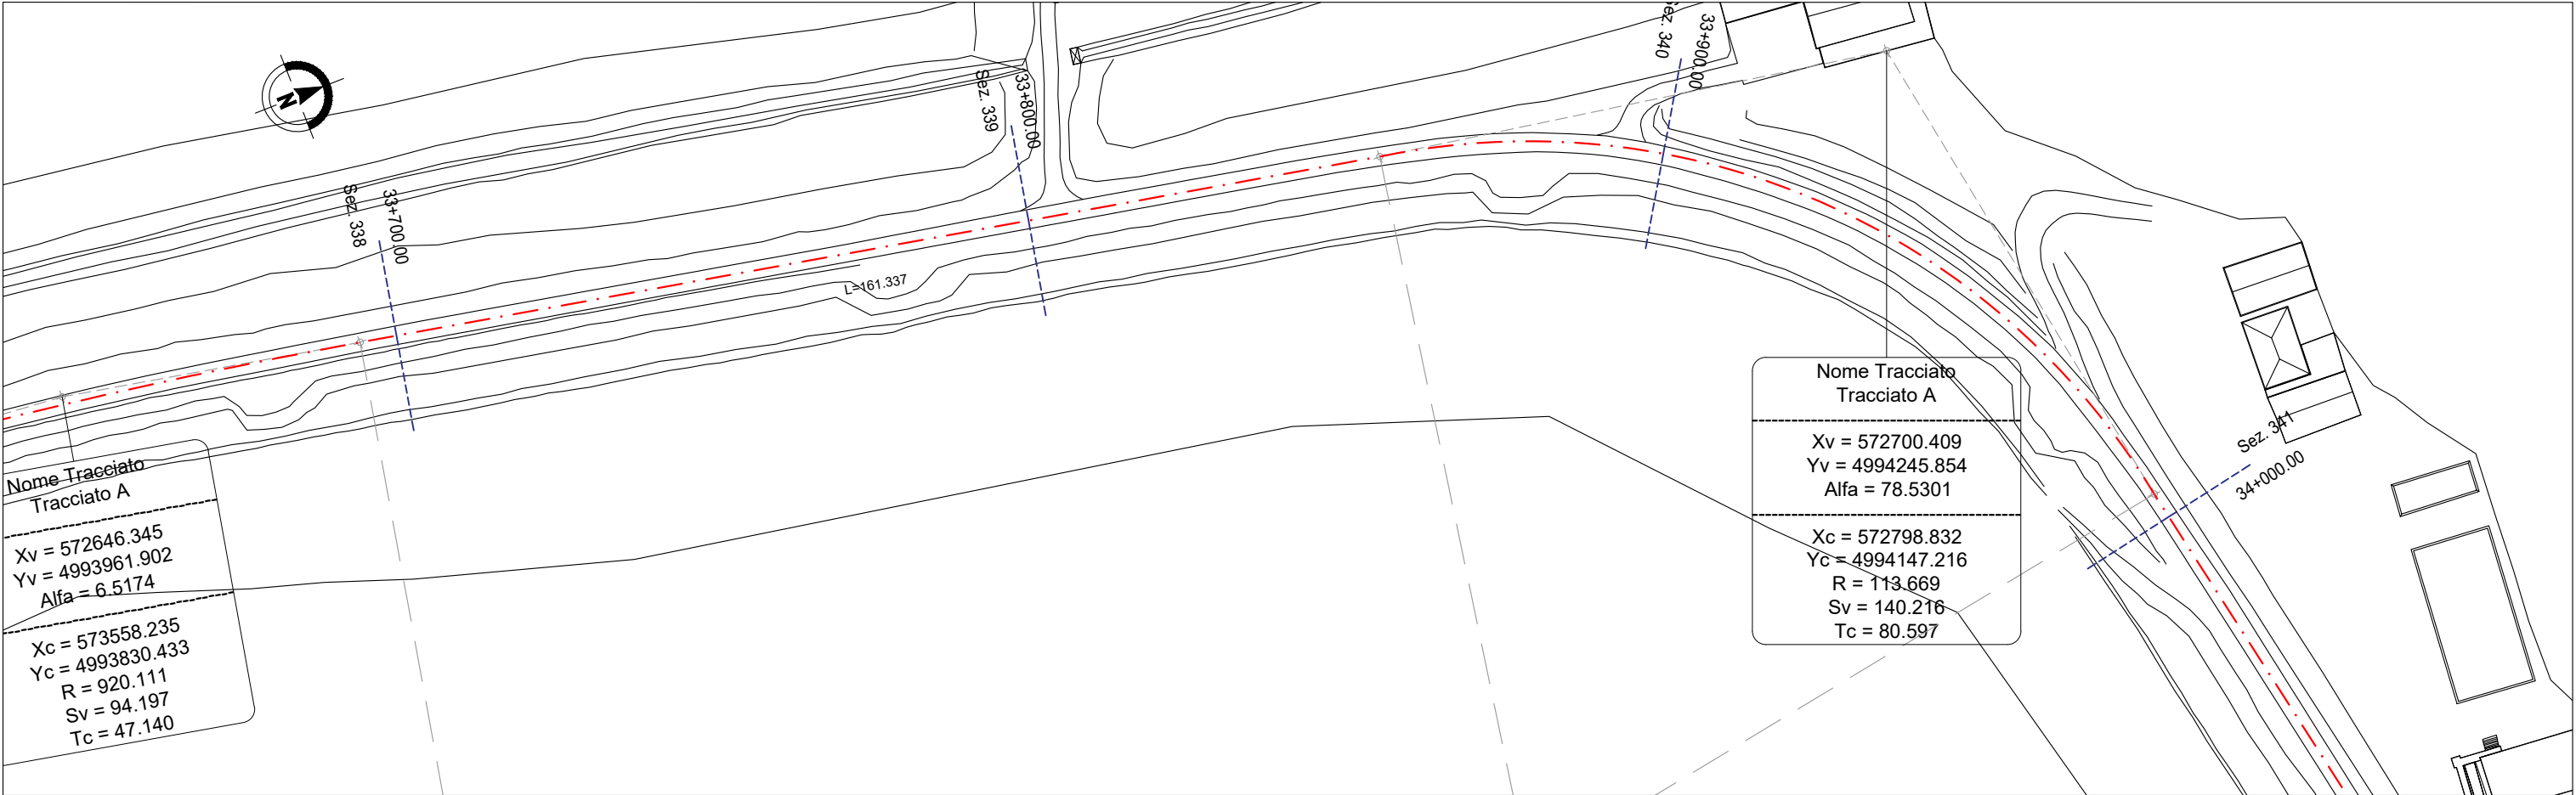 N
Sez. 338
33+700.00
Sez. 339
33+800.00
Sez. 340
33+900.00
L=161.337
Nome Tracciato
Tracciato A
Xv = 572646.345
Yv = 4993961.902
Alfa = 6.5174
Xc = 573558.235
Yc = 4993830.433
R = 920.111
Sv = 94.197
Tc = 47.140
Nome Tracciato
Tracciato A
Xv = 572700.409
Yv = 4994245.854
Alfa = 78.5301
Xc = 572798.832
Yc = 4994147.216
R = 113.669
Sv = 140.216
Tc = 80.597
Sez. 341
34+000.00